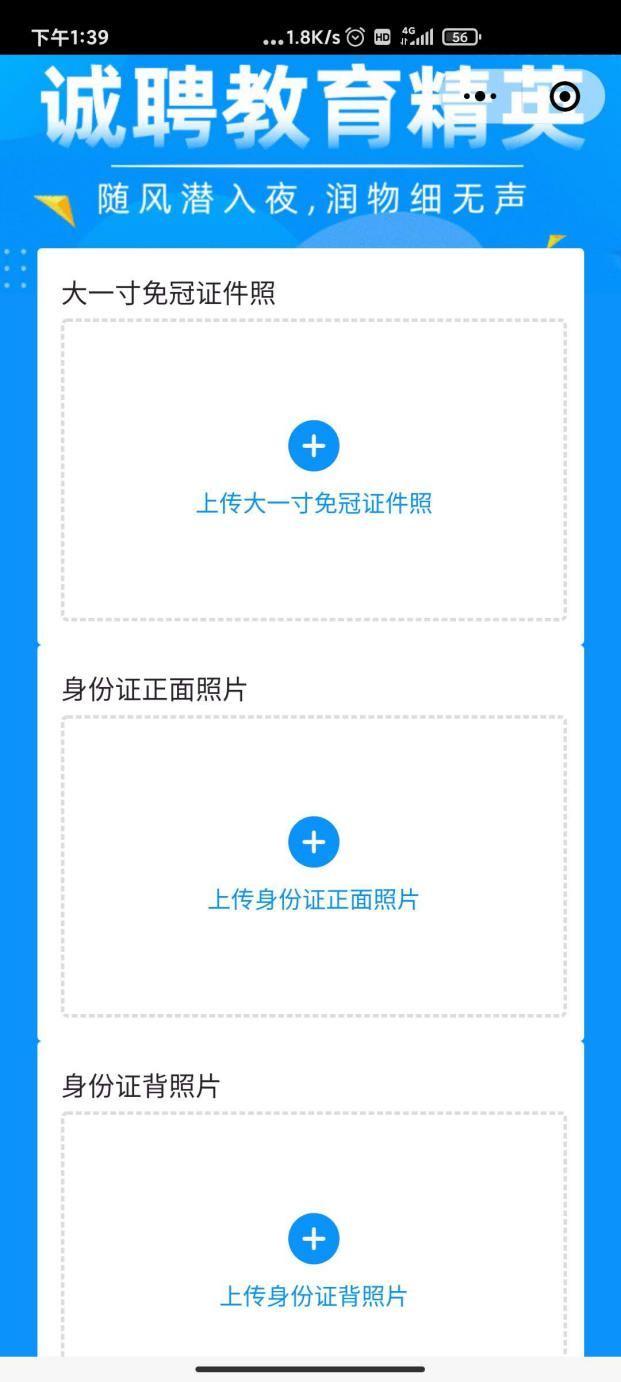 下午1:39
...1.8K/s HD 4G 56
诚聘教育精英
随风潜入夜,润物细无声
大一寸免冠证件照
上传大一寸免冠证件照
身份证正面照片
上传身份证正面照片
身份证背照片
上传身份证背照片